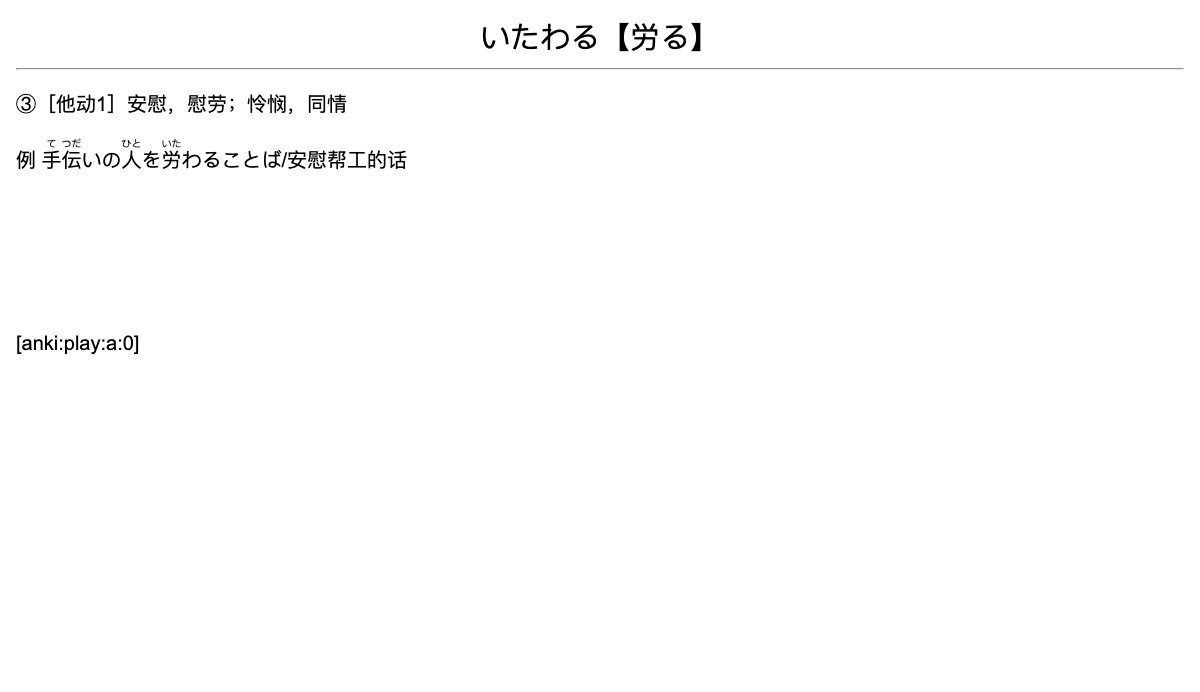 いたわる【労る】
③［他动1］安慰，慰劳；怜悯，同情
て つだ ひと いた
例 手伝いの人を労わることば/安慰帮工的话
[anki:play:a:0]